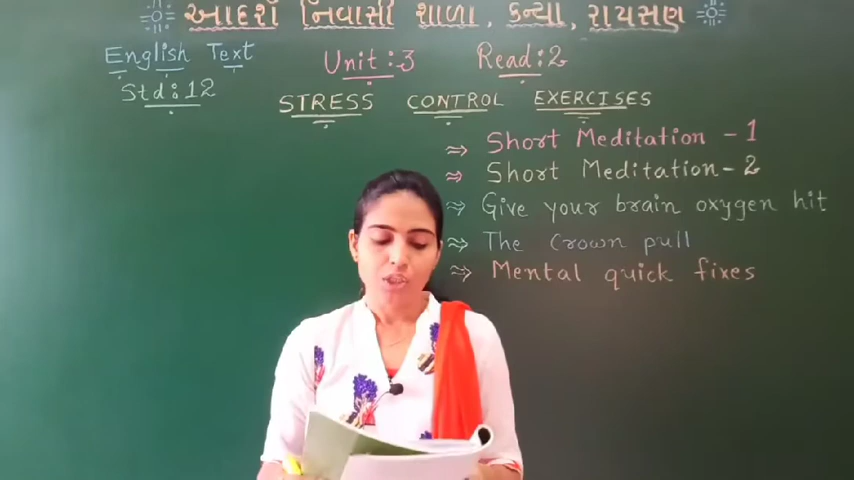 આદર્શ નિવાસી શાળા, કન્યા, રાયસણ
English Text Unit:3 Read:2
Std:12
STRESS CONTROL EXERCISES
⇒ Short Meditation - 1
⇒ Short Meditation - 2
⇒ Give your brain oxygen hit
⇒ The Crown pull
⇒ Mental quick fixes